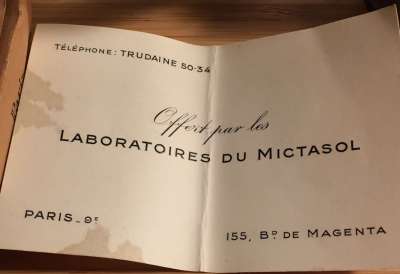 TÉLÉPHONE: TRUDAINE 50-34
Offert par les
LABORATOIRES DU MICTASOL
PARIS_9ᵉ
155, Bᴰ DE MAGENTA